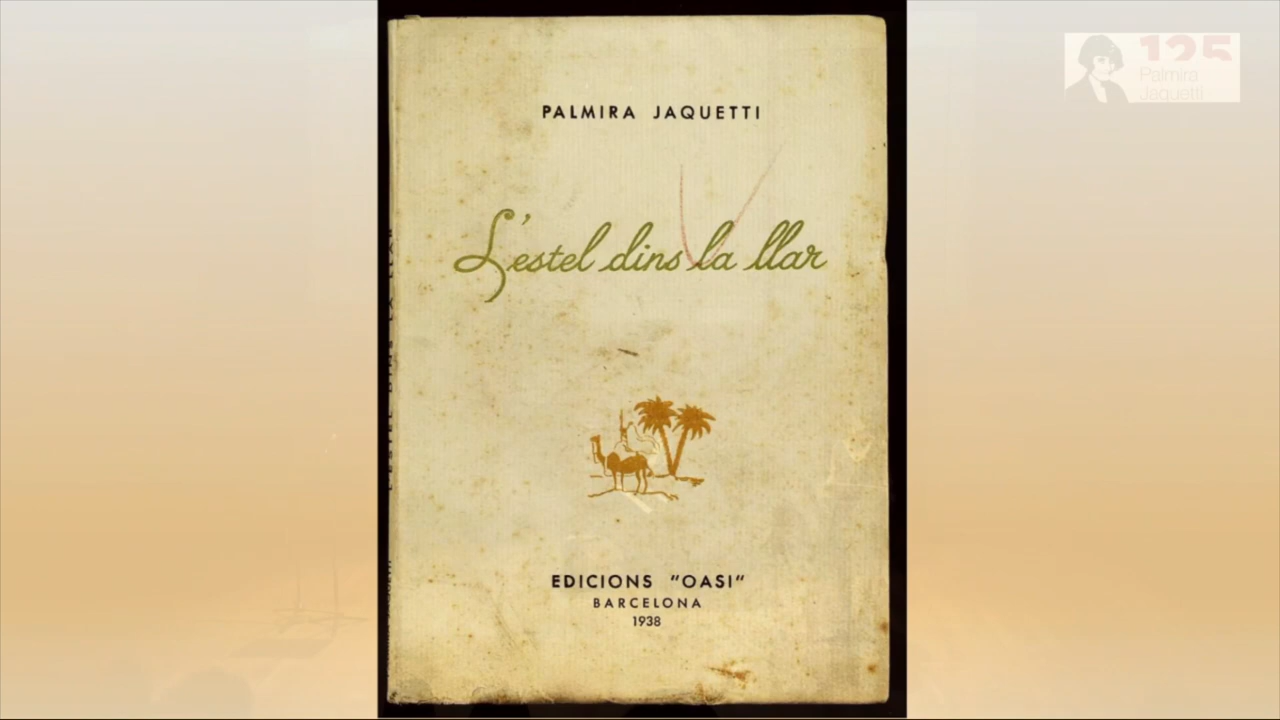 PALMIRA JAQUETTI
L'estel dins la llar
EDICIONS "OASI"
BARCELONA
1938
125
Palmira
Jaquetti